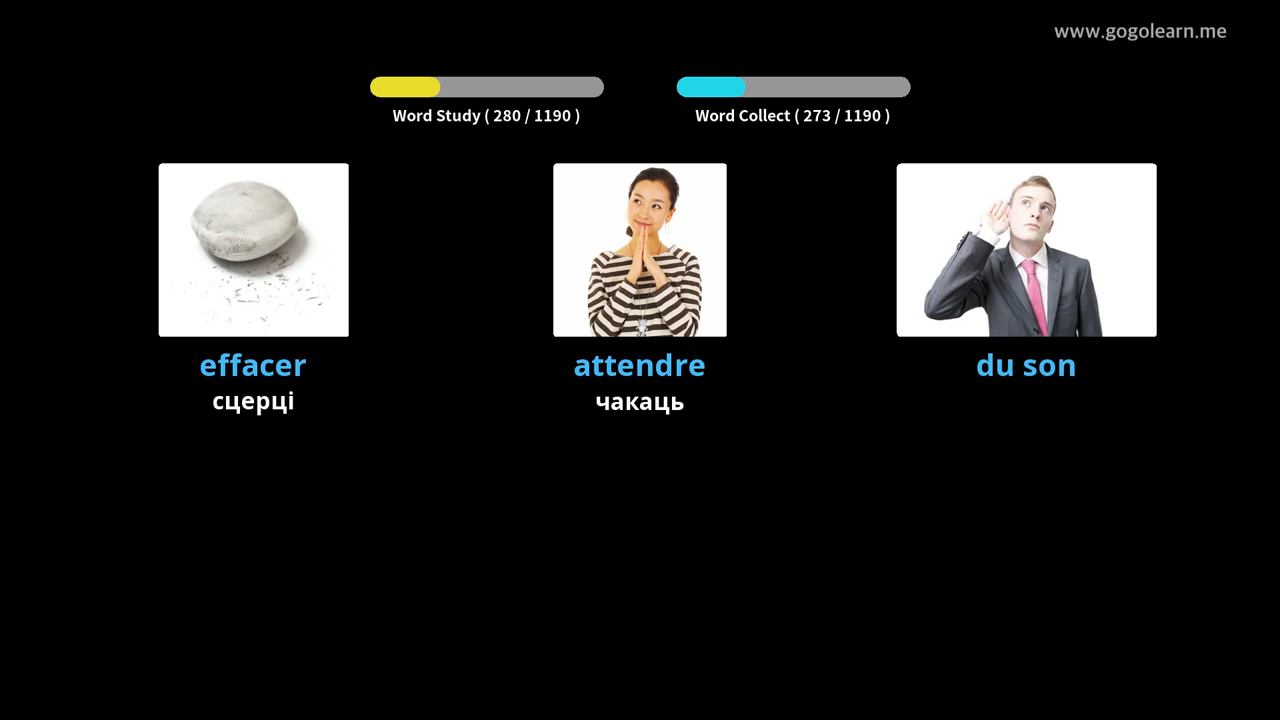 www.gogolearn.me
Word Study ( 280 / 1190 )
Word Collect ( 273 / 1190 )
effacer
attendre
du son
сцерці
чакаць